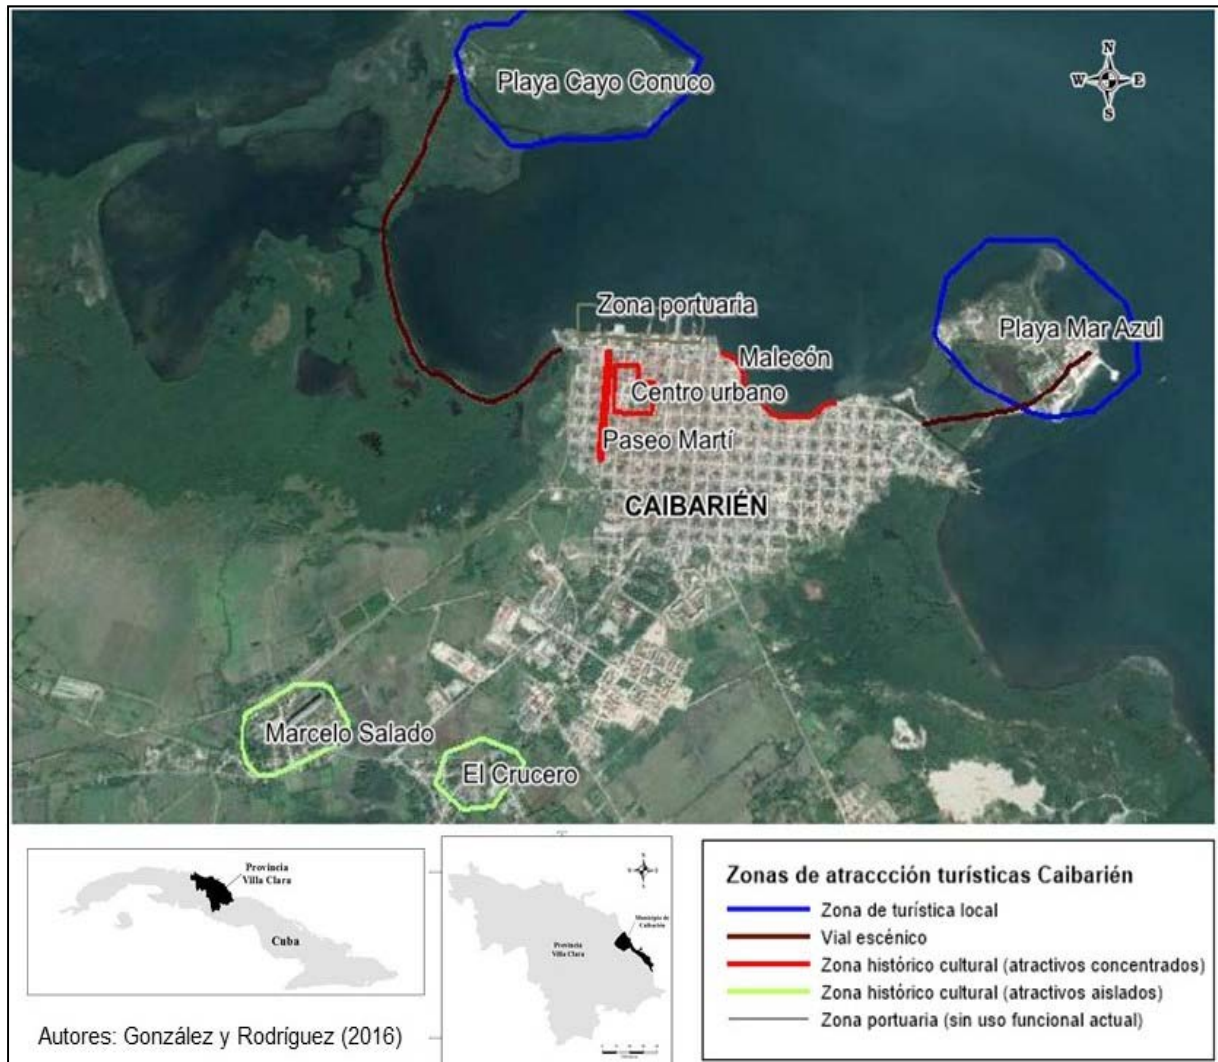 Playa Cayo Conuco
N
W E
S
Zona portuaria
Malecón
Playa Mar Azul
Centro urbano
Paseo Martí
CAIBARIÉN
Marcelo Salado
El Crucero
Provincia
Villa Clara
Cuba
Autores: González y Rodríguez (2016)
N
Municipio de
Caibarién
Provincia
Villa Clara
Zonas de atraccción turísticas Caibarién
Zona de turística local
Vial escénico
Zona histórico cultural (atractivos concentrados)
Zona histórico cultural (atractivos aislados)
Zona portuaria (sin uso funcional actual)